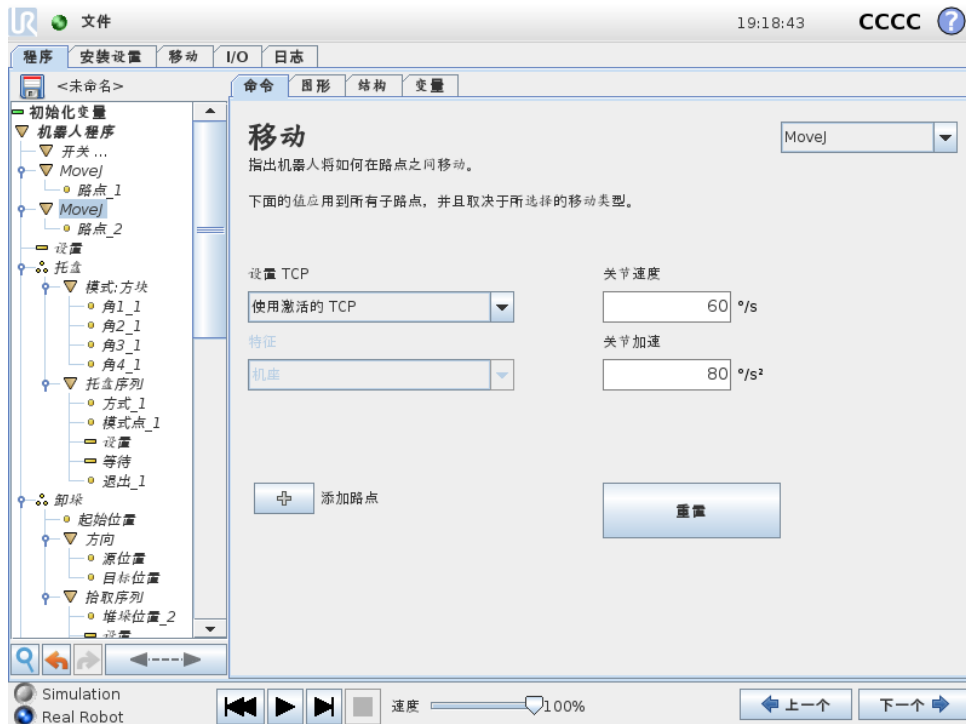 UR 文件 19:18:43 CCCC ?
程序 安装设置 移动 I/O 日志
<未命名> 命令 图形 结构 变量
初始化变量
机器人程序
开关 ...
MoveJ
路点_1
MoveJ
路点_2
设置
托盘
模式:方块
角1_1
角2_1
角3_1
角4_1
托盘序列
方式_1
模式点_1
设置
等待
退出_1
卸垛
起始位置
方向
源位置
目标位置
拾取序列
堆垛位置_2
设置
移动
MoveJ
指出机器人将如何在路点之间移动。
下面的值应用到所有子路点，并且取决于所选择的移动类型。
设置 TCP
使用激活的 TCP
特征
机座
关节速度
60 °/s
关节加速
80 °/s²
添加路点
重置
Simulation
Real Robot
速度 100%
上一个 下一个